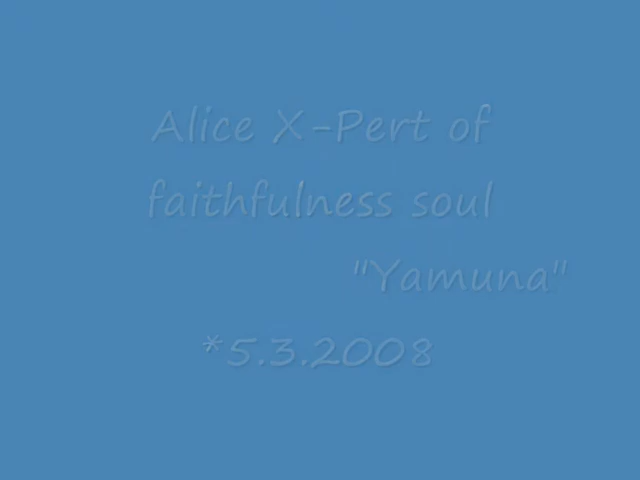 Alice X-Pert of
faithfulness soul
"Yamuna"
*5.3.2008